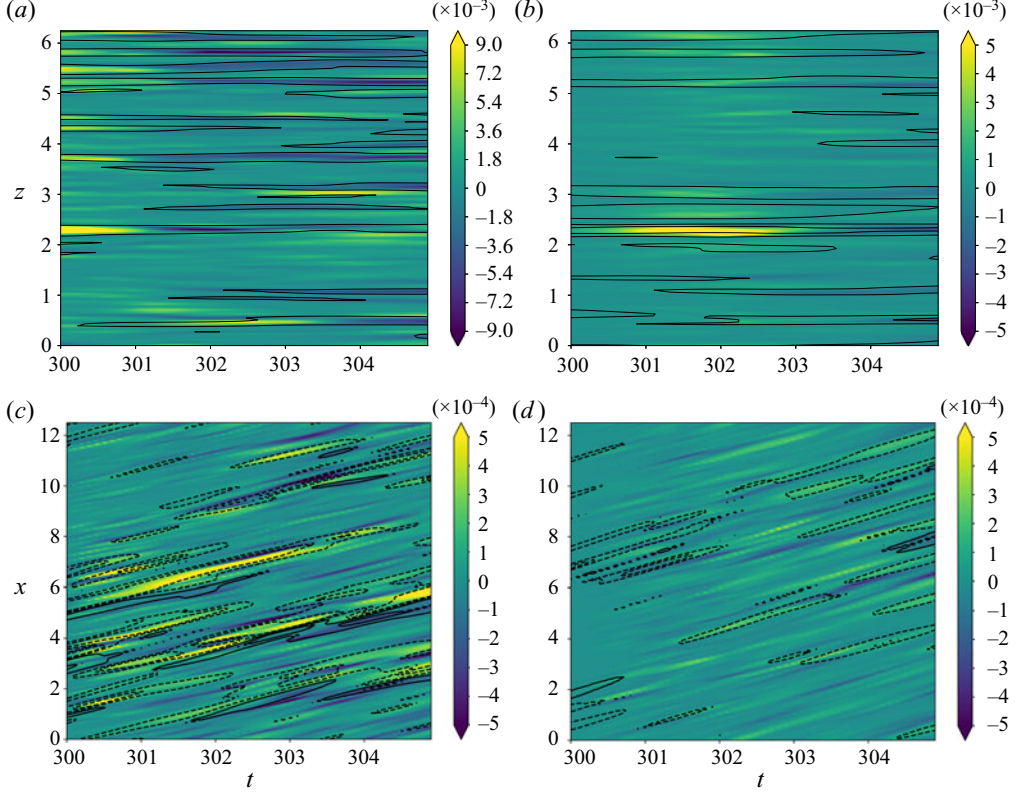 (a) (×10–3) (b) (×10–3)
6 9.0 6 5
7.2 4
5 5.4 5 3
4 3.6 4 2
1.8 1
z 3 0 3 0
–1.8 –1
2 –3.6 2 –2
1 –5.4 1 –3
–7.2 –4
0 –9.0 0 –5
300 301 302 303 304 300 301 302 303 304
(c) (×10–4) (d) (×10–4)
12 5 12 5
4 4
10 3 10 3
8 2 8 2
1 1
x 6 0 6 0
–1 –1
4 –2 4 –2
2 –3 2 –3
–4 –4
0 –5 0 –5
300 301 302 303 304 300 301 302 303 304
t t